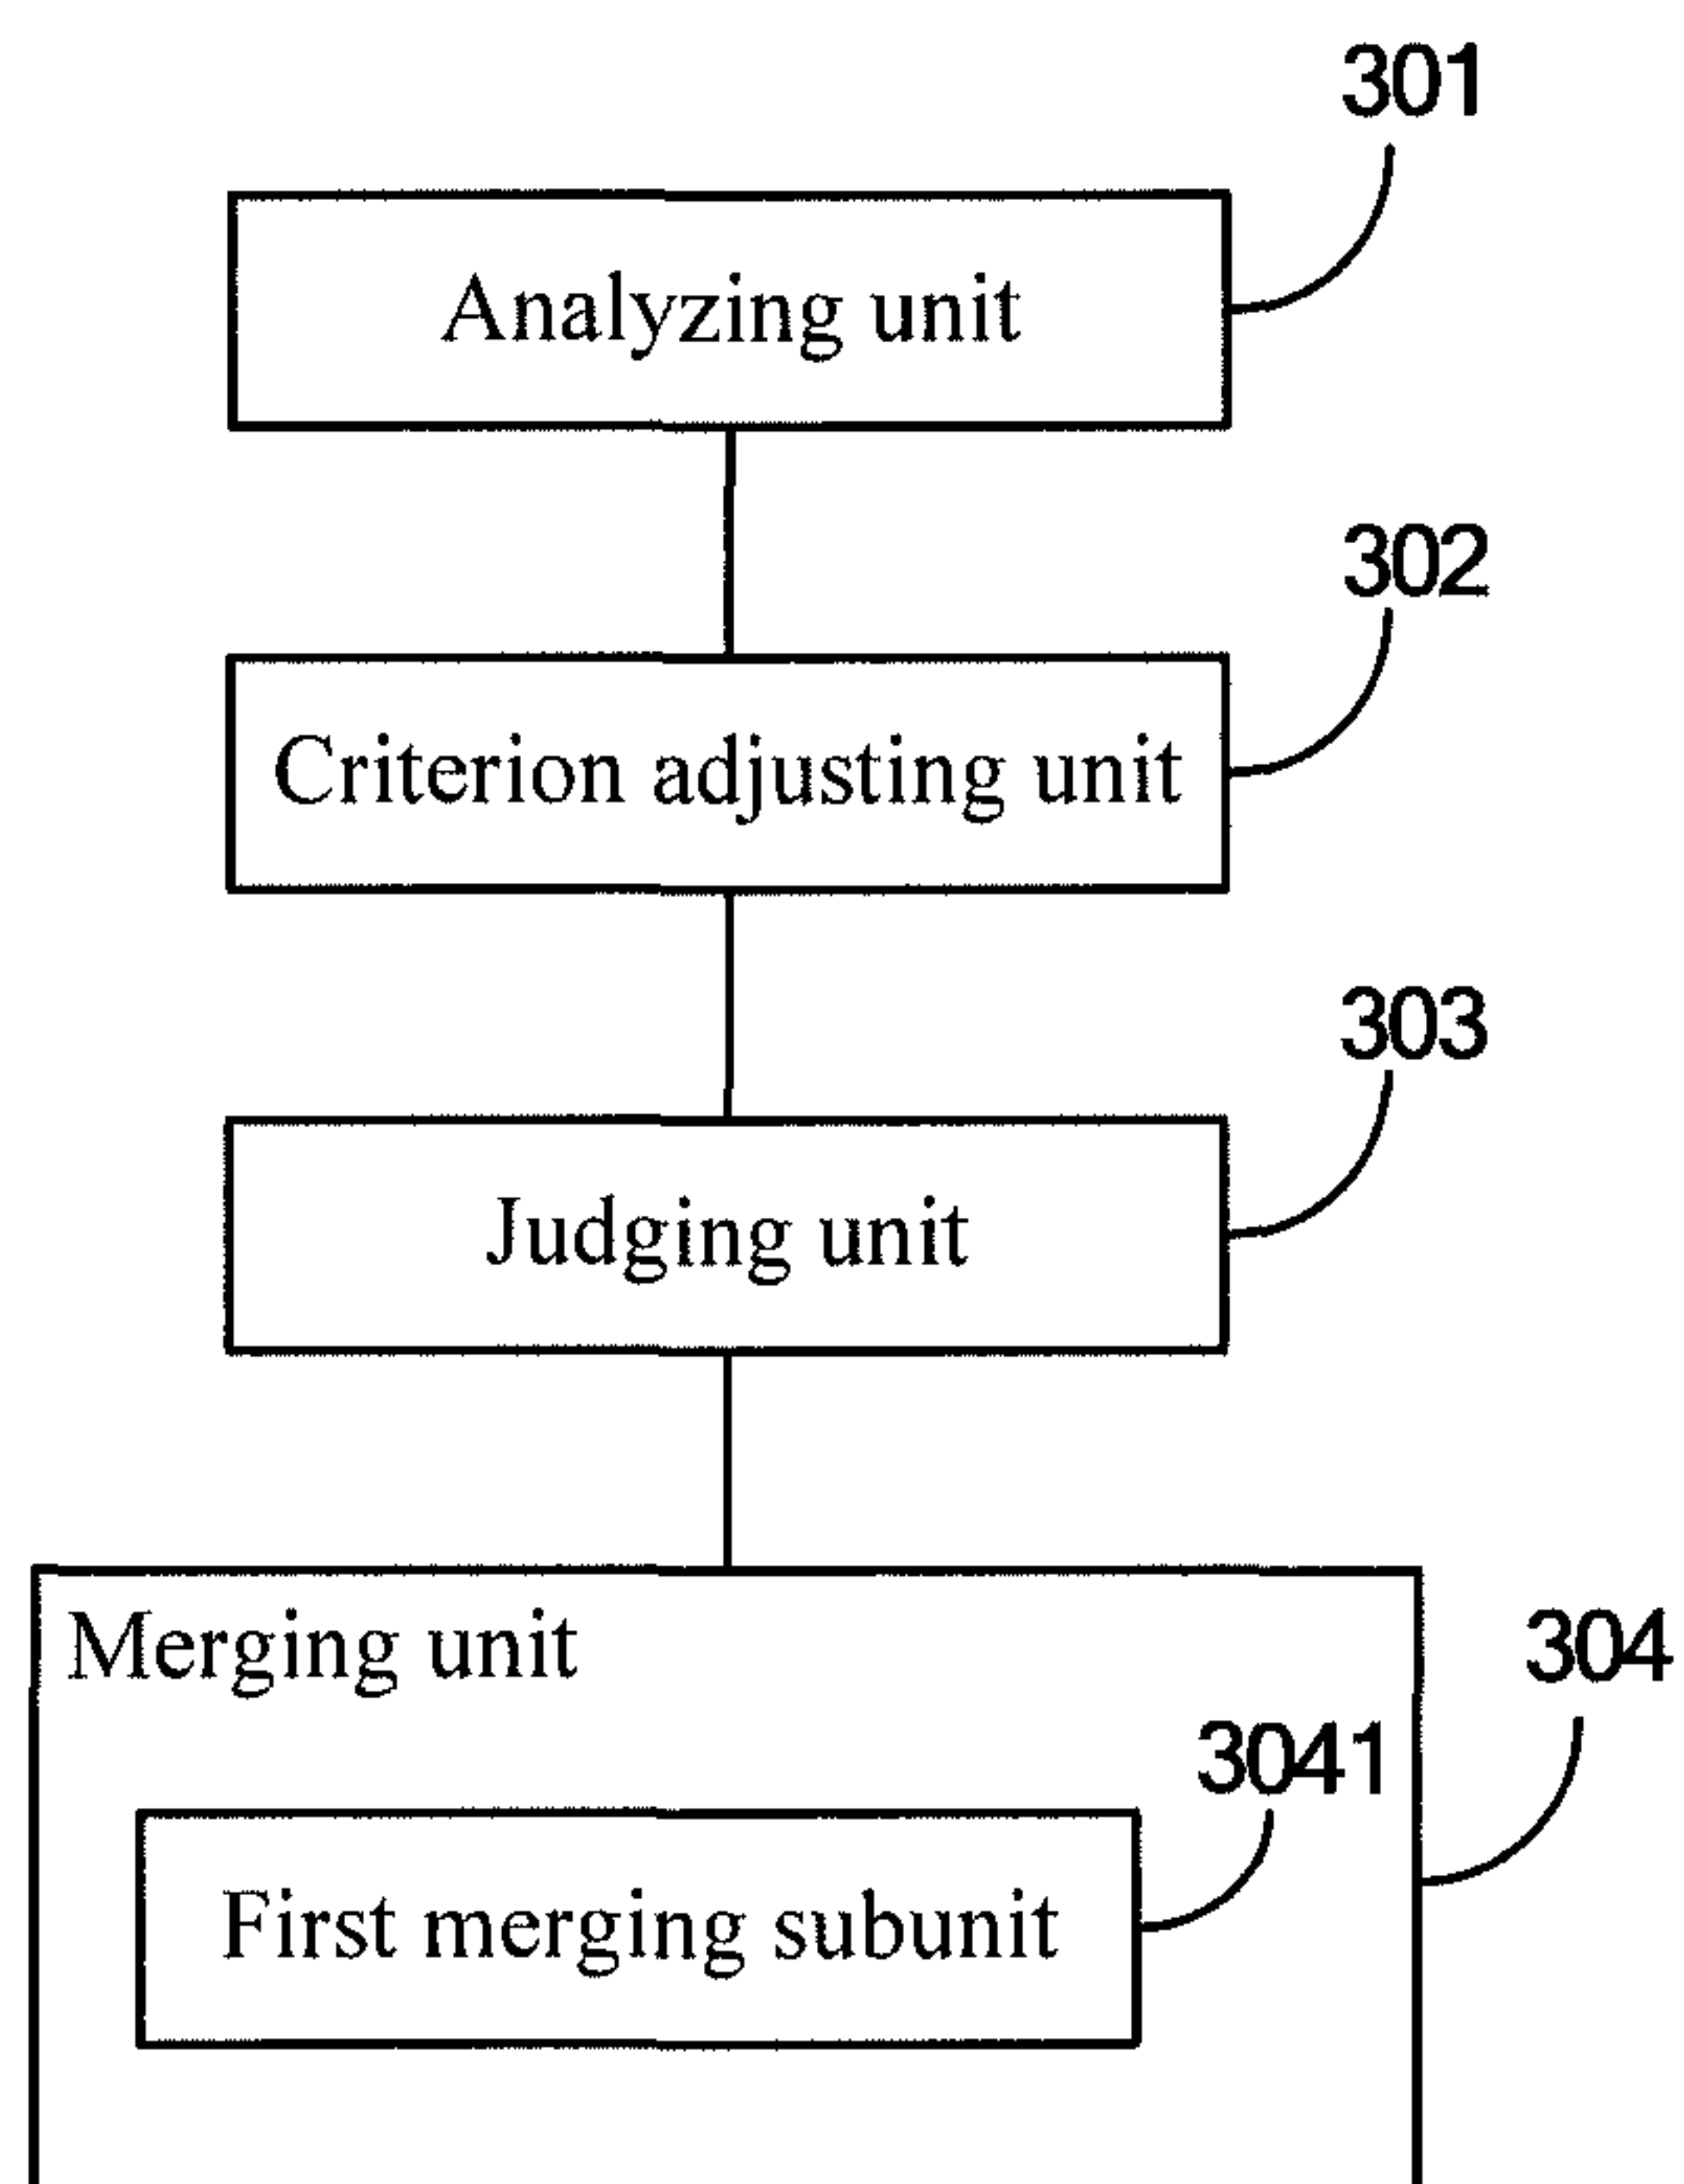 301
Analyzing unit
302
Criterion adjusting unit
303
Judging unit
Merging unit
304
3041
First merging subunit